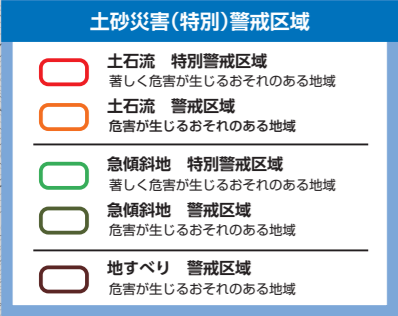 土砂災害(特別)警戒区域
土石流　特別警戒区域
著しく危害が生じるおそれのある地域
土石流　警戒区域
危害が生じるおそれのある地域
急傾斜地　特別警戒区域
著しく危害が生じるおそれのある地域
急傾斜地　警戒区域
危害が生じるおそれのある地域
地すべり　警戒区域
危害が生じるおそれのある地域